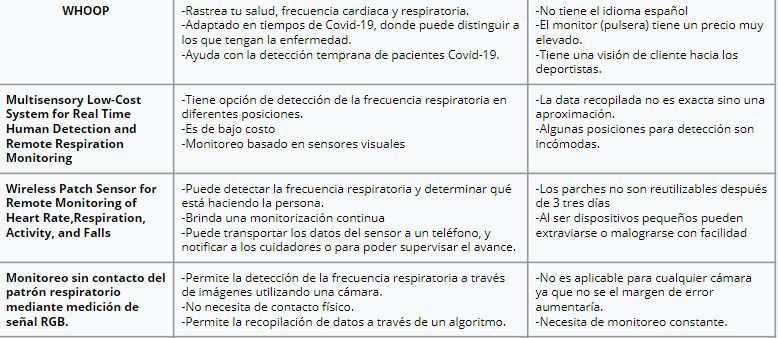 WHOOP
-Rastrea tu salud, frecuencia cardiaca y respiratoria.
-Adaptado en tiempos de Covid-19, donde puede distinguir a
los que tengan la enfermedad.
-Ayuda con la detección temprana de pacientes Covid-19.
-No tiene el idioma español
-El monitor (pulsera) tiene un precio muy
elevado.
-Tiene una visión de cliente hacia los
deportistas.
Multisensory Low-Cost
System for Real Time
Human Detection and
Remote Respiration
Monitoring
-Tiene opción de detección de la frecuencia respiratoria en
diferentes posiciones.
-Es de bajo costo
-Monitoreo basado en sensores visuales
-La data recopilada no es exacta sino una
aproximación.
-Algunas posiciones para detección son
incómodas.
Wireless Patch Sensor for
Remote Monitoring of
Heart Rate,Respiration,
Activity, and Falls
-Puede detectar la frecuencia respiratoria y determinar qué
está haciendo la persona.
-Brinda una monitorización continua
-Puede transportar los datos del sensor a un teléfono, y
notificar a los cuidadores o para poder supervisar el avance.
-Los parches no son reutilizables después
de 3 tres días
-Al ser dispositivos pequeños pueden
extraviarse o malograrse con facilidad
Monitoreo sin contacto del
patrón respiratorio
mediante medición de
señal RGB.
-Permite la detección de la frecuencia respiratoria a través
de imágenes utilizando una cámara.
-No necesita de contacto físico.
-Permite la recopilación de datos a través de un algoritmo.
-No es aplicable para cualquier cámara
ya que no se el margen de error
aumentaría.
-Necesita de monitoreo constante.